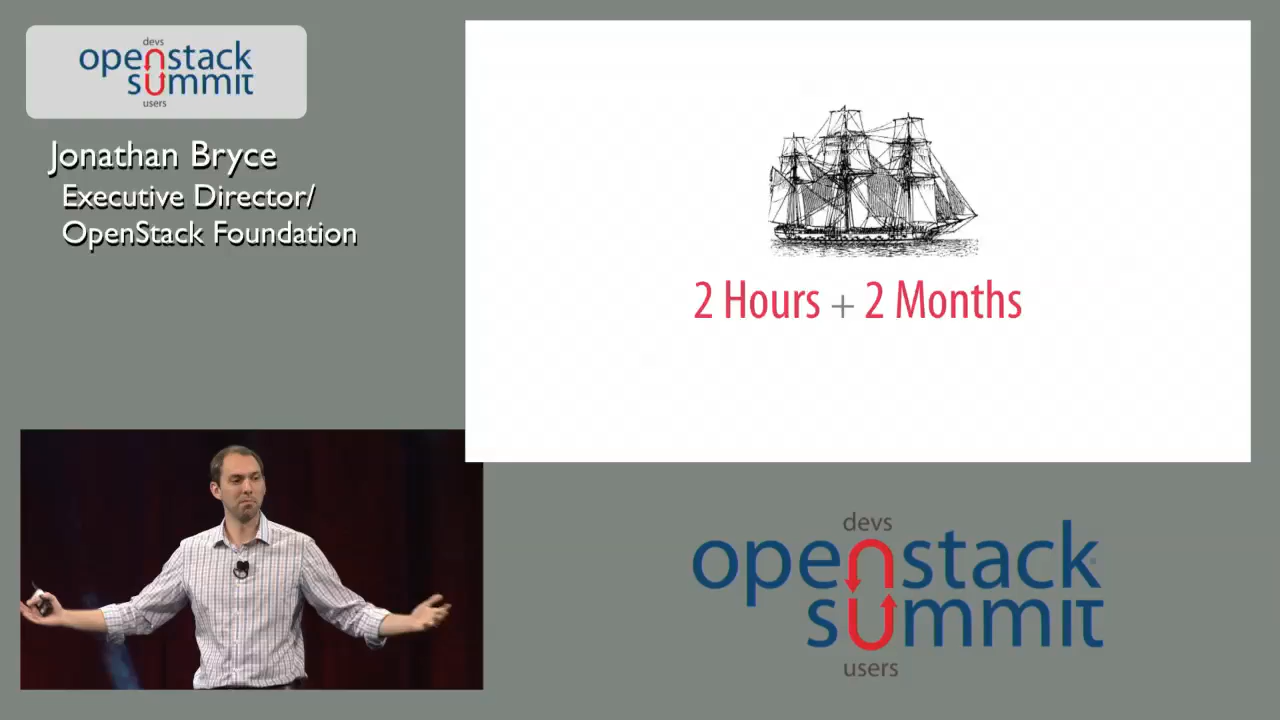 devs
openstack
summit
users
Jonathan Bryce
Executive Director/
OpenStack Foundation
2 Hours + 2 Months
devs
openstack
summit
users